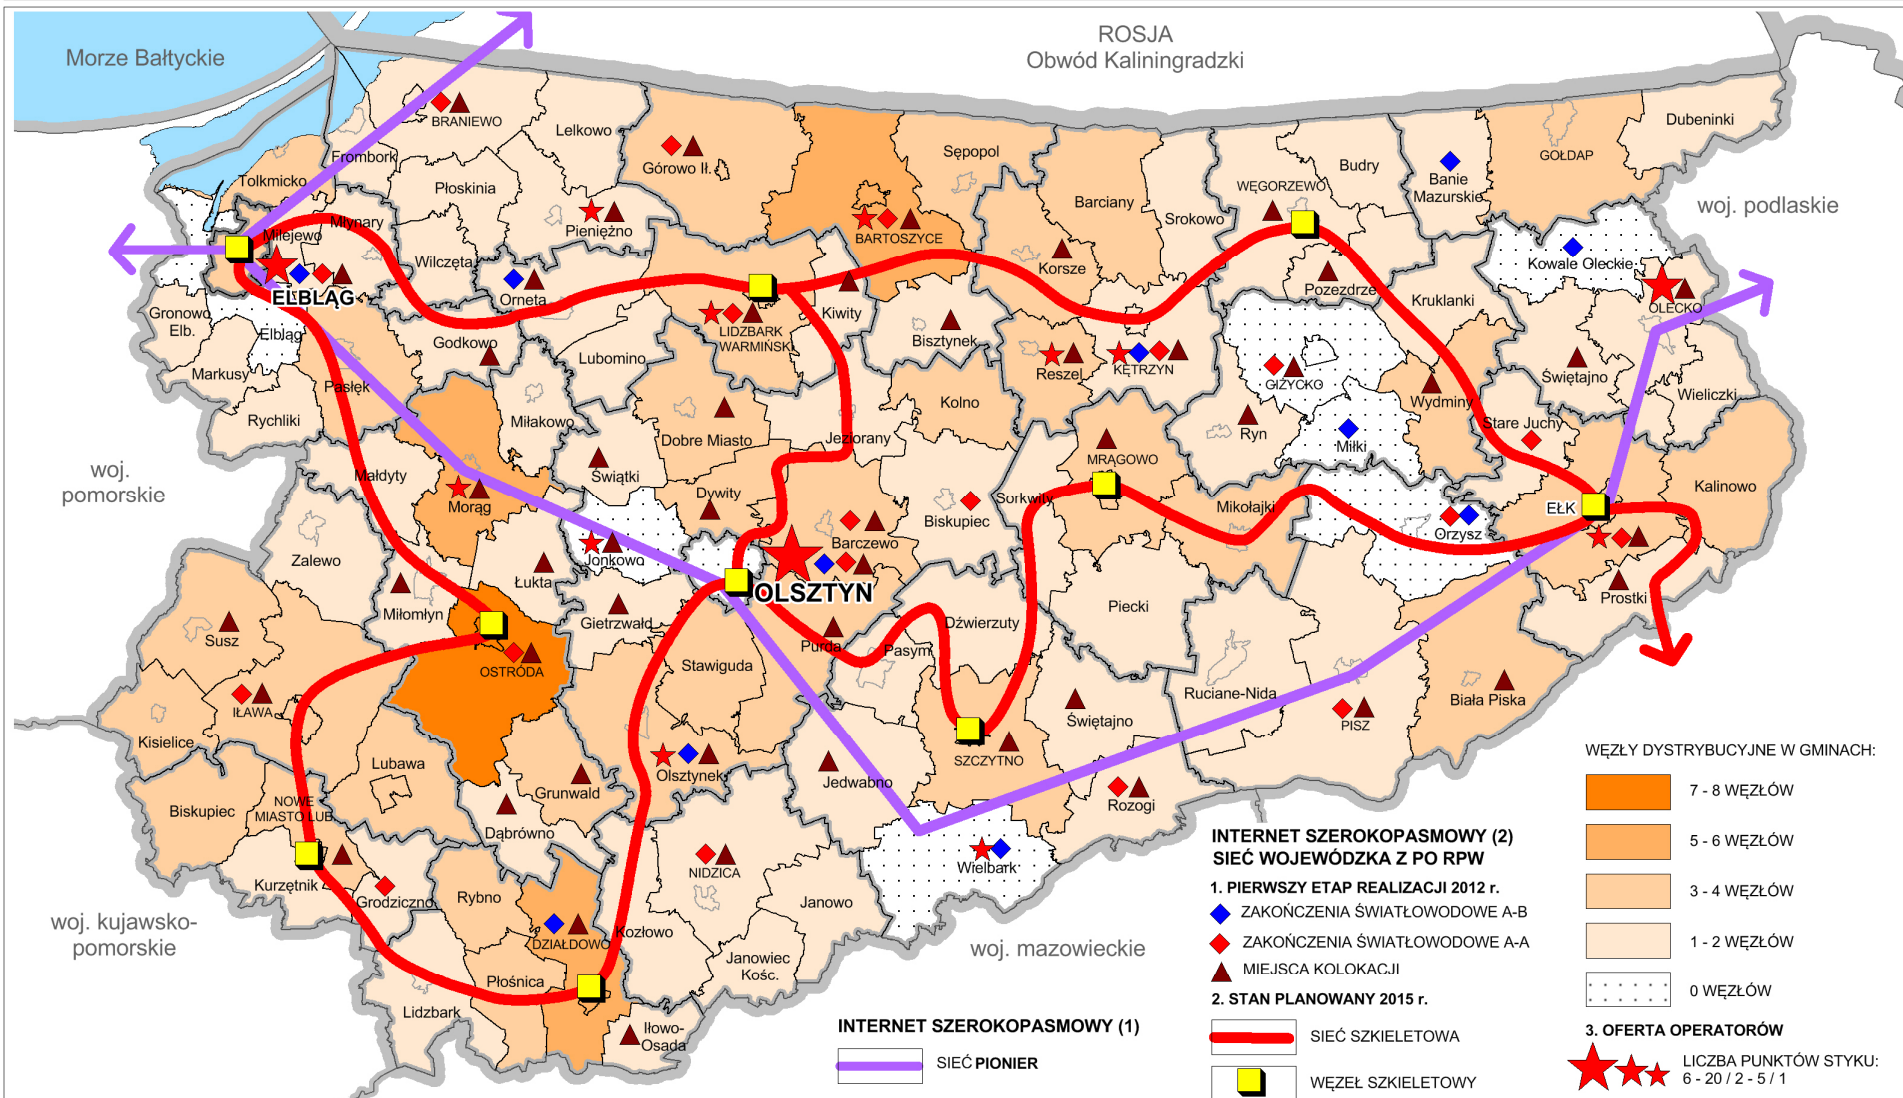 Morze Bałtyckie
ROSJA
Obwód Kaliningradzki
BRANIEWO
Lelkowo
Frombork
Górowo Ił.
Sępopol
Budry
Dubeninki
GOŁDAP
Tolkmicko
Płoskinia
Pieniężno
BARTOSZYCE
Barciany
Srokowo
WĘGORZEWO
Banie
Mazurskie
woj. podlaskie
Młynary
Milejewo
Wilczęta
Orneta
Korsze
Pozezdrze
Kowale Oleckie
OLECKO
ELBLĄG
Gronowo
Elb.
Elbląg
Godkowo
Lubomino
LIDZBARK
WARMIŃSKI
Kiwity
Bisztynek
Reszel
KĘTRZYN
GIŻYCKO
Kruklanki
Świętajno
Wieliczki
Markusy
Rychliki
Pasłęk
Miłakowo
Dobre Miasto
Jeziorany
Kolno
MRĄGOWO
Ryn
Miłki
Wydminy
Stare Juchy
woj.
pomorskie
Małdyty
Morąg
Świątki
Dywity
Biskupiec
Sorkwity
Mikołajki
Orzysz
EŁK
Kalinowo
Zalewo
Łukta
Jonkowo
Barczewo
OLSZTYN
Miłomłyn
Gietrzwałd
Purda
Pasym
Dźwierzuty
Piecki
Prostki
Susz
OSTRÓDA
Stawiguda
Ruciane-Nida
IŁAWA
Kisielice
Świętajno
PISZ
Biała Piska
Lubawa
Olsztynek
Jedwabno
SZCZYTNO
Rozogi
Biskupiec
NOWE
MIASTO LUB.
Grunwald
Dąbrówno
Kurzętnik
Grodziczno
Rybno
NIDZICA
Wielbark
Janowo
woj. kujawsko-
pomorskie
DZIAŁDOWO
Kozłowo
Janowiec
Kośc.
woj. mazowieckie
Płośnica
Lidzbark
Iłowo-
Osada
INTERNET SZEROKOPASMOWY (1)
SIEĆ PIONIER
INTERNET SZEROKOPASMOWY (2)
SIEĆ WOJEWÓDZKA Z PO RPW
1. PIERWSZY ETAP REALIZACJI 2012 r.
ZAKOŃCZENIA ŚWIATŁOWODOWE A-B
ZAKOŃCZENIA ŚWIATŁOWODOWE A-A
MIEJSCA KOLOKACJI
2. STAN PLANOWANY 2015 r.
SIEĆ SZKIELETOWA
WĘZEŁ SZKIELETOWY
WĘZŁY DYSTRYBUCYJNE W GMINACH:
7 - 8 WĘZŁÓW
5 - 6 WĘZŁÓW
3 - 4 WĘZŁÓW
1 - 2 WĘZŁÓW
0 WĘZŁÓW
3. OFERTA OPERATORÓW
LICZBA PUNKTÓW STYKU:
6 - 20 / 2 - 5 / 1